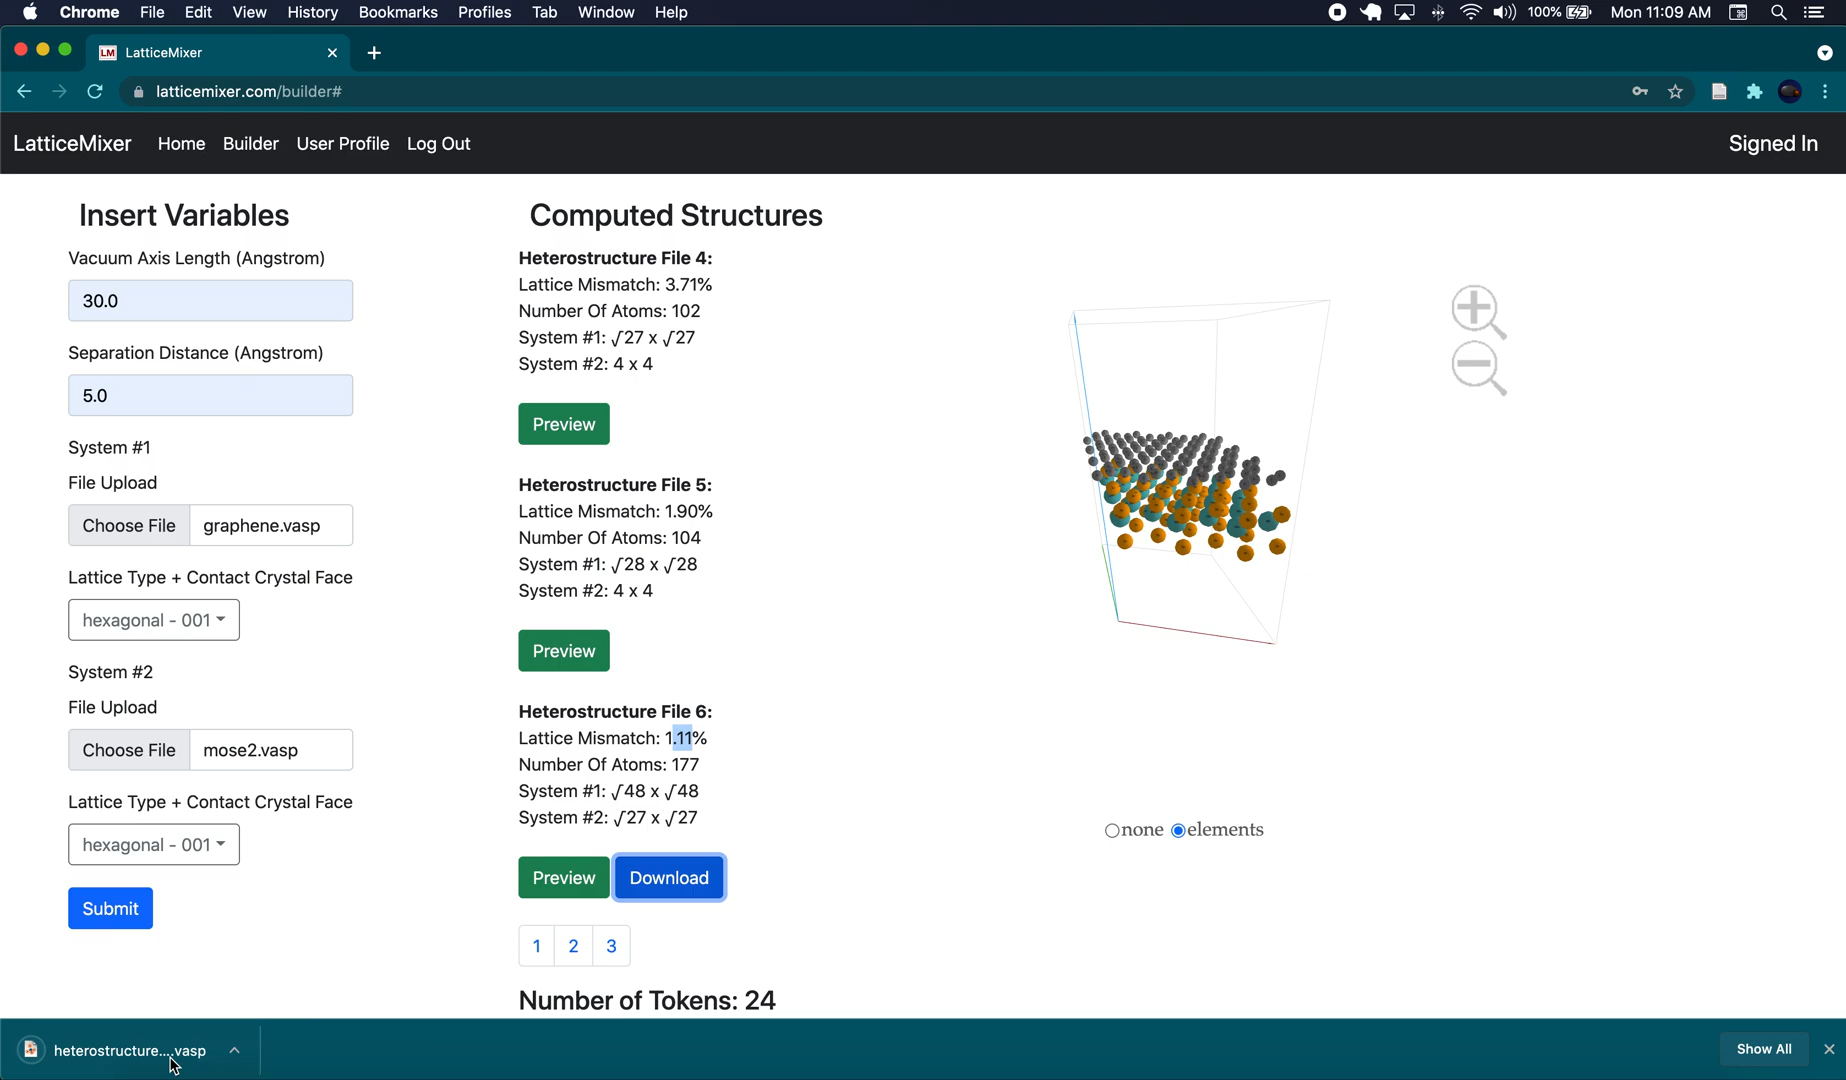 Chrome File Edit View History Bookmarks Profiles Tab Window Help
100% Mon 11:09 AM
LM LatticeMixer
latticemixer.com/builder#
LatticeMixer Home Builder User Profile Log Out Signed In
Insert Variables
Vacuum Axis Length (Angstrom)
30.0
Separation Distance (Angstrom)
5.0
System #1
File Upload
Choose File graphene.vasp
Lattice Type + Contact Crystal Face
hexagonal - 001
System #2
File Upload
Choose File mose2.vasp
Lattice Type + Contact Crystal Face
hexagonal - 001
Submit
Computed Structures
Heterostructure File 4:
Lattice Mismatch: 3.71%
Number Of Atoms: 102
System #1: √27 x √27
System #2: 4 x 4
Preview
Heterostructure File 5:
Lattice Mismatch: 1.90%
Number Of Atoms: 104
System #1: √28 x √28
System #2: 4 x 4
Preview
Heterostructure File 6:
Lattice Mismatch: 1.11%
Number Of Atoms: 177
System #1: √48 x √48
System #2: √27 x √27
Preview Download
1 2 3
Number of Tokens: 24
none elements
heterostructure....vasp
Show All